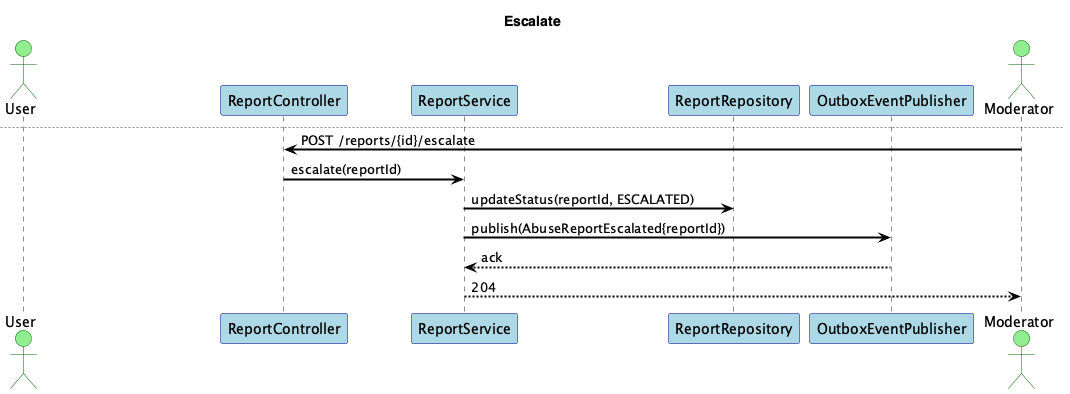 Escalate
User
ReportController
ReportService
ReportRepository
OutboxEventPublisher
Moderator
POST /reports/{id}/escalate
escalate(reportId)
updateStatus(reportId, ESCALATED)
publish(AbuseReportEscalated{reportId})
ack
204
User
ReportController
ReportService
ReportRepository
OutboxEventPublisher
Moderator